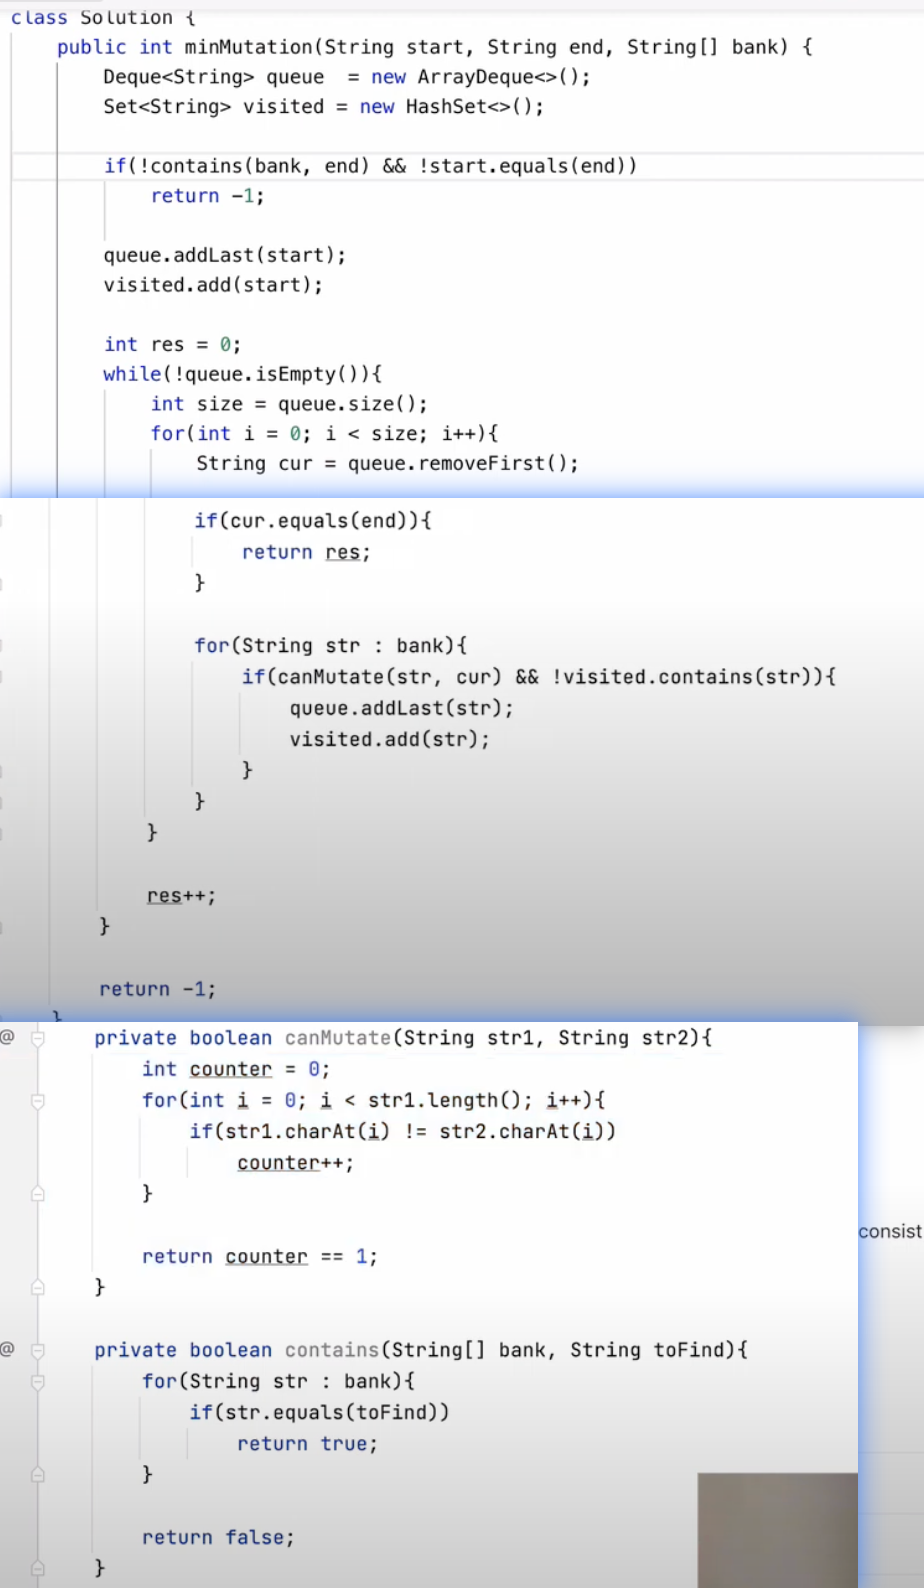 class Solution {
public int minMutation(String start, String end, String[] bank) {
Deque<String> queue  = new ArrayDeque<>();
Set<String> visited = new HashSet<>();
if(!contains(bank, end) && !start.equals(end))
return -1;
queue.addLast(start);
visited.add(start);
int res = 0;
while(!queue.isEmpty()){
int size = queue.size();
for(int i = 0; i < size; i++){
String cur = queue.removeFirst();
if(cur.equals(end)){
return res;
}
for(String str : bank){
if(canMutate(str, cur) && !visited.contains(str)){
queue.addLast(str);
visited.add(str);
}
}
}
res++;
}
return -1;
}
@ private boolean canMutate(String str1, String str2){
int counter = 0;
for(int i = 0; i < str1.length(); i++){
if(str1.charAt(i) != str2.charAt(i))
counter++;
}
consist
return counter == 1;
}
@ private boolean contains(String[] bank, String toFind){
for(String str : bank){
if(str.equals(toFind))
return true;
}
return false;
}